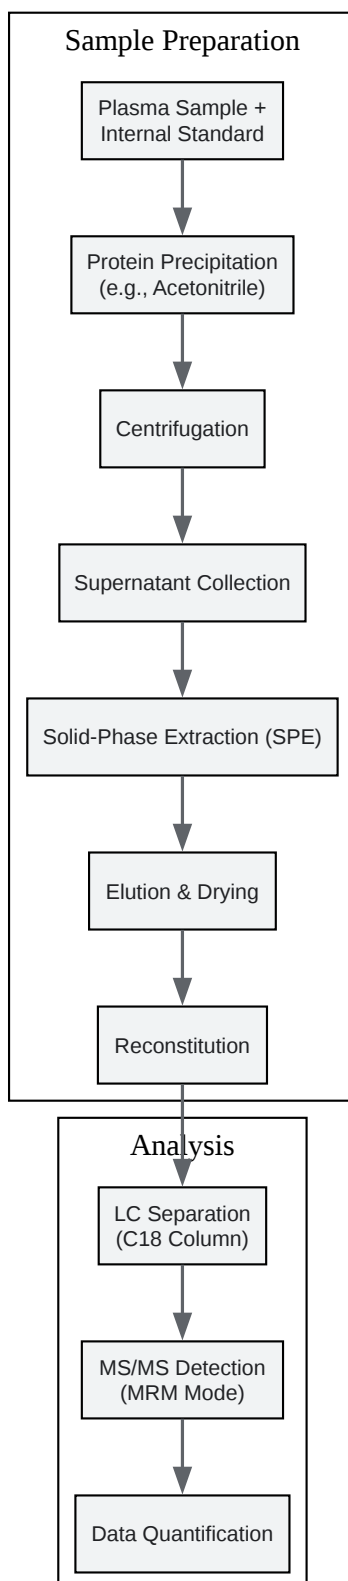 Sample Preparation
Plasma Sample +
Internal Standard
Protein Precipitation
(e.g., Acetonitrile)
Centrifugation
Supernatant Collection
Solid-Phase Extraction (SPE)
Elution & Drying
Reconstitution
Analysis
LC Separation
(C18 Column)
MS/MS Detection
(MRM Mode)
Data Quantification